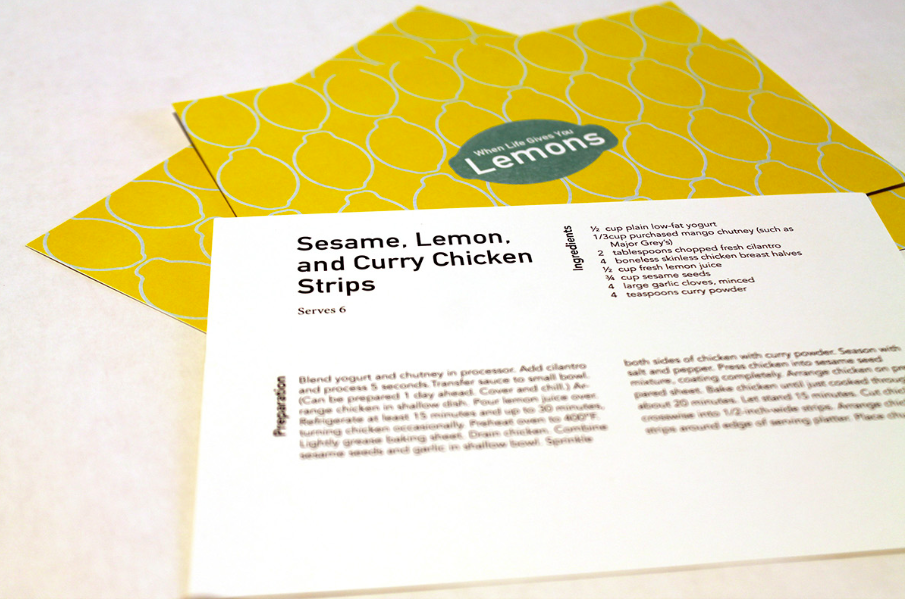 When Life Gives You
Lemons
Sesame, Lemon,
and Curry Chicken
Strips
Serves 6
Ingredients
½ cup plain low-fat yogurt
1/3cup purchased mango chutney (such as
Major Grey's)
2 tablespoons chopped fresh cilantro
4 boneless skinless chicken breast halves
½ cup fresh lemon juice
¾ cup sesame seeds
4 large garlic cloves, minced
4 teaspoons curry powder
Preparation
Blend yogurt and chutney in processor. Add cilantro
and process 5 seconds. Transfer sauce to small bowl.
(Can be prepared 1 day ahead. Cover and chill.) Ar-
range chicken in shallow dish. Pour lemon juice over.
Refrigerate at least 15 minutes and up to 30 minutes,
turning chicken occasionally. Preheat oven to 400°F.
Lightly grease baking sheet. Drain chicken. Combine
sesame seeds and garlic in shallow bowl. Sprinkle
both sides of chicken with curry powder. Season with
salt and pepper. Press chicken into sesame seed
mixture, coating completely. Arrange chicken on
pared sheet. Bake chicken until just cooked
about 20 minutes. Let stand 15 minutes. Cut
into 1/2-inch-wide strips. Arrange
strips around edge of serving platter. Place